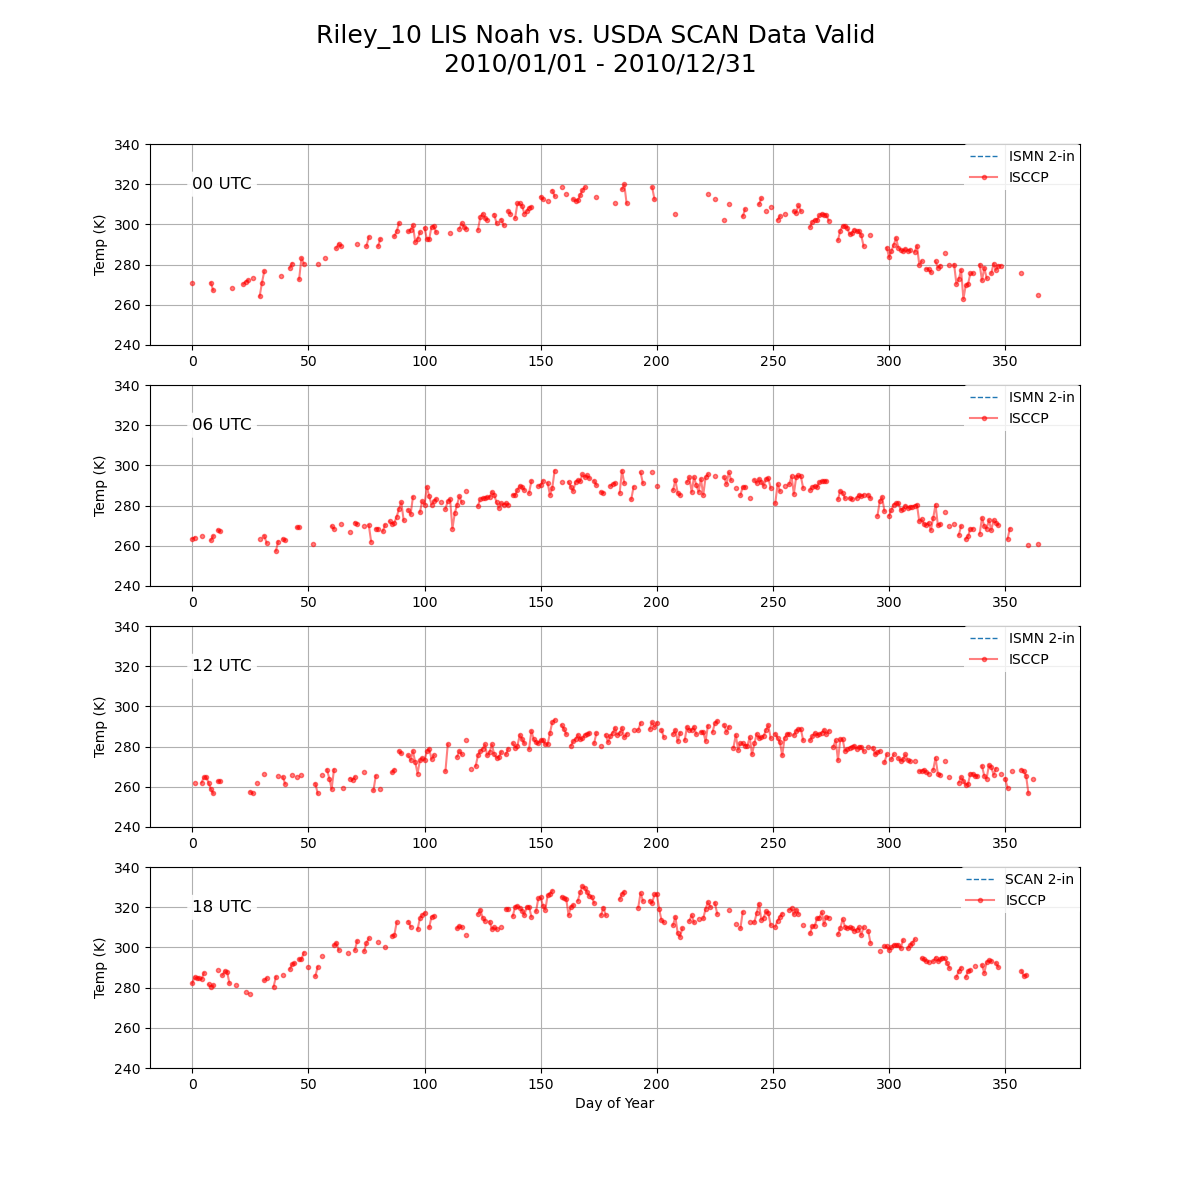 Riley_10 LIS Noah vs. USDA SCAN Data Valid
2010/01/01 - 2010/12/31
340
320
300
280
260
240
Temp (K)
00 UTC
ISMN 2-in
ISCCP
0 50 100 150 200 250 300 350
340
320
300
280
260
240
Temp (K)
06 UTC
ISMN 2-in
ISCCP
0 50 100 150 200 250 300 350
340
320
300
280
260
240
Temp (K)
12 UTC
ISMN 2-in
ISCCP
0 50 100 150 200 250 300 350
340
320
300
280
260
240
Temp (K)
18 UTC
SCAN 2-in
ISCCP
0 50 100 150 200 250 300 350
Day of Year